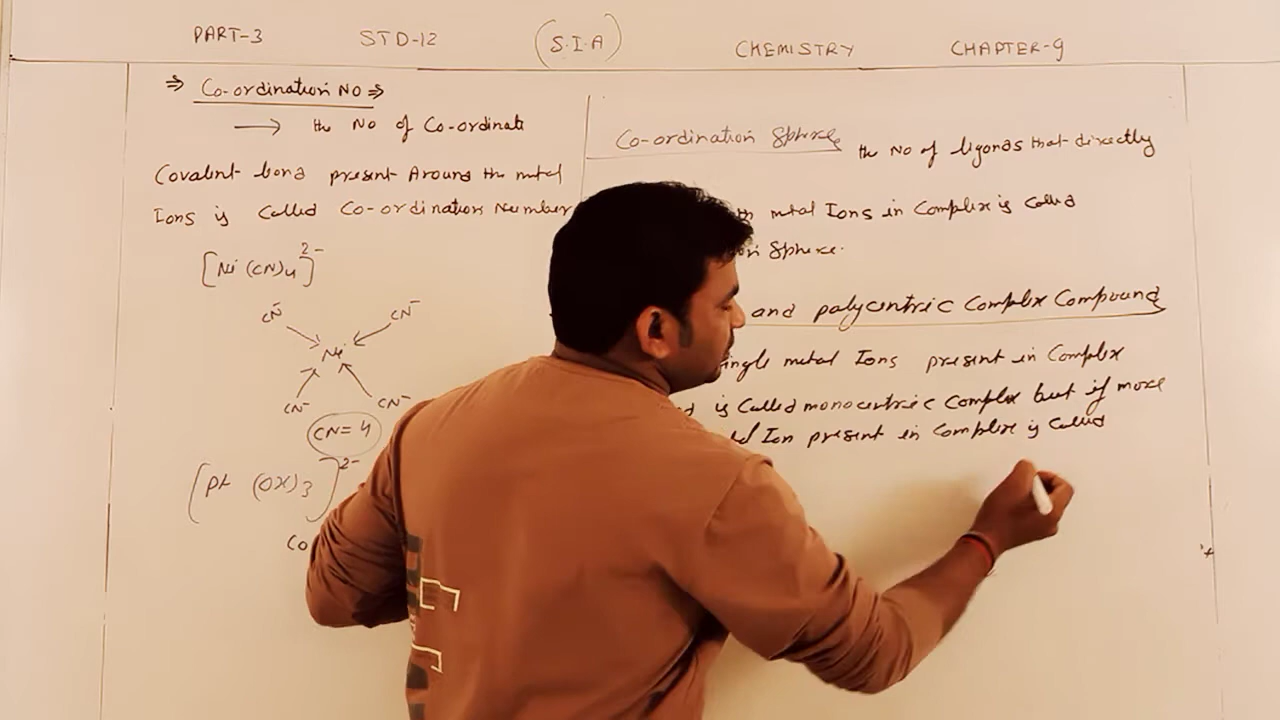 PART-3 STD-12 (S.I.A) CHEMISTRY CHAPTER-9
⇒ Co-ordination No ⇒
→ the No of Co-ordinate
Covalent bond present Around the metal
Ions is Called Co-ordination Number
[Ni (CN)4]2-
CN- CN-
Ni
CN- CN-
CN=4
[Pt (OX)3]2-
Co
Co-ordination Sphere the No of ligands that directly
metal Ions in Complex is Called
Sphere.
and polycentric Complex Compound
metal Ions present in Complex
is Called monocentric Complex but if more
Ion present in Complex is Called